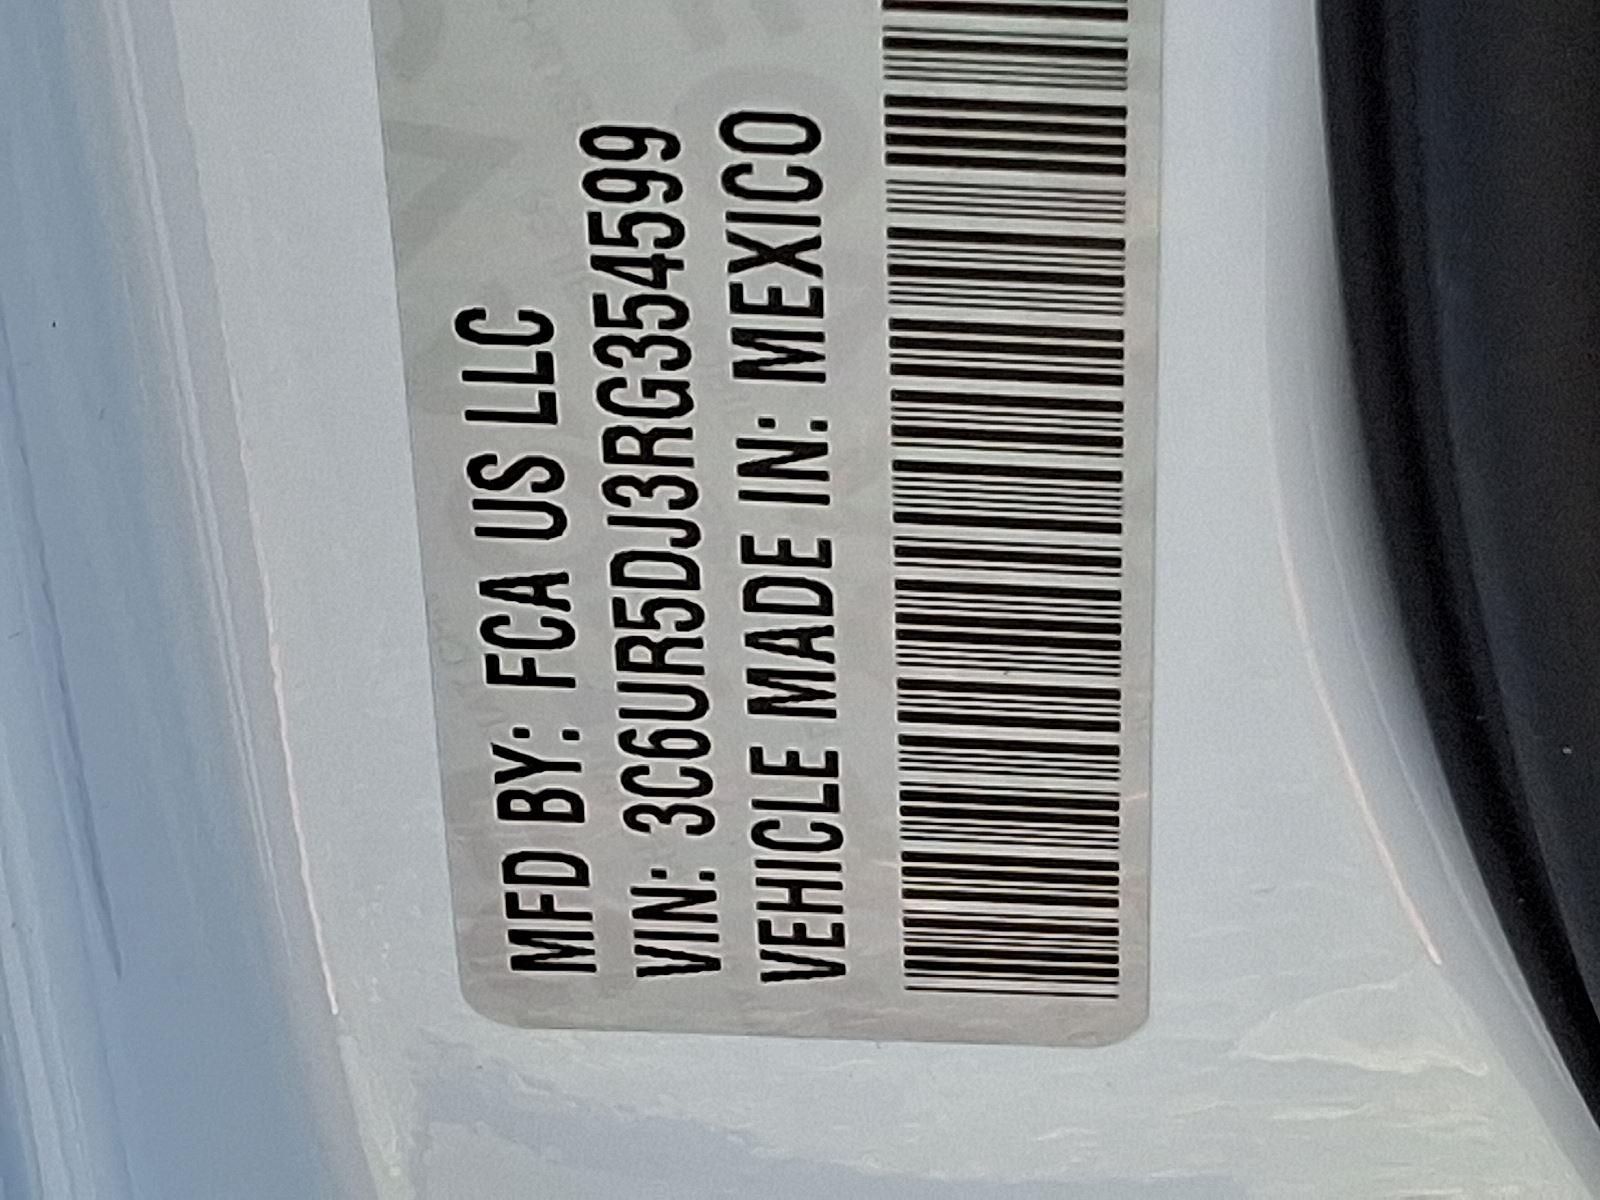 MFD BY: FCA US LLC
VIN: 3C6UR5DJ3RG354599
VEHICLE MADE IN: MEXICO